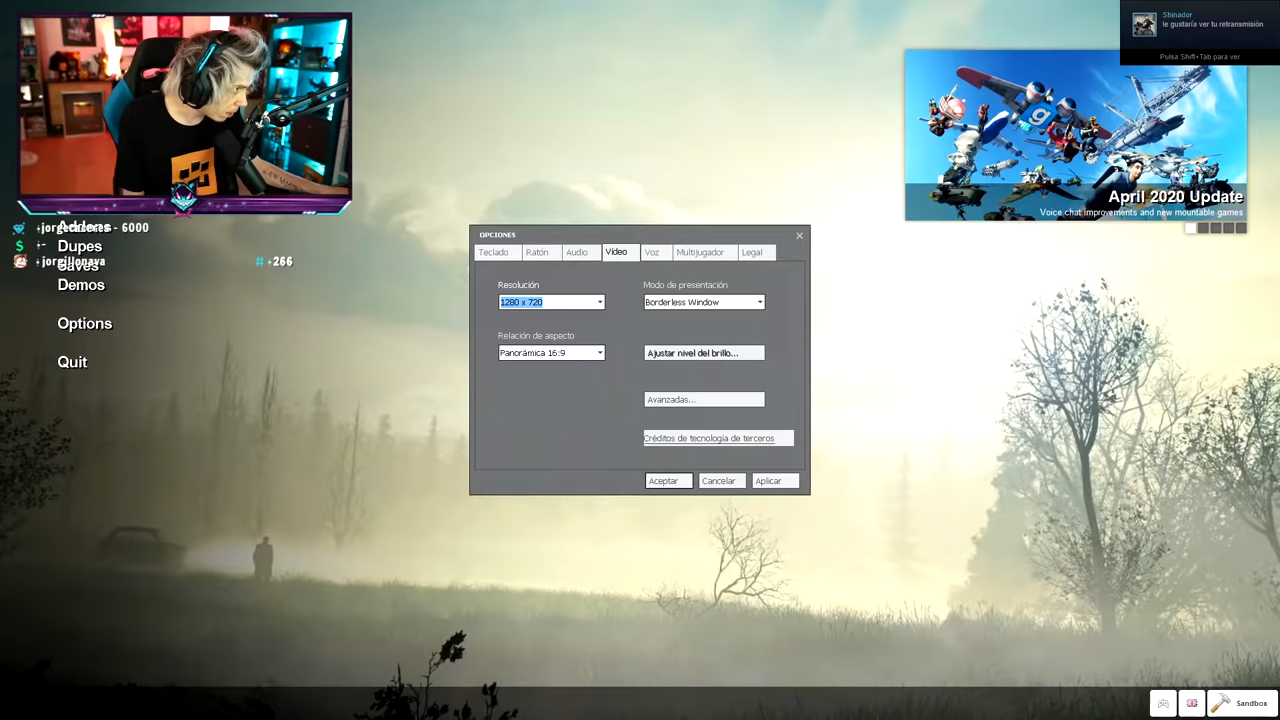 Shinador
le gustaría ver tu retransmisión
Pulsa Shift+Tab para ver
g
April 2020 Update
Voice chat improvements and new mountable games
- 6000
Dupes
Saves
+266
Demos
Options
Quit
OPCIONES
Teclado Ratón Audio Vídeo Voz Multijugador Legal
Resolución
1280 x 720
Modo de presentación
Borderless Window
Relación de aspecto
Panorámica 16:9
Ajustar nivel del brillo...
Avanzadas...
Créditos de tecnología de terceros
Aceptar Cancelar Aplicar
Sandbox